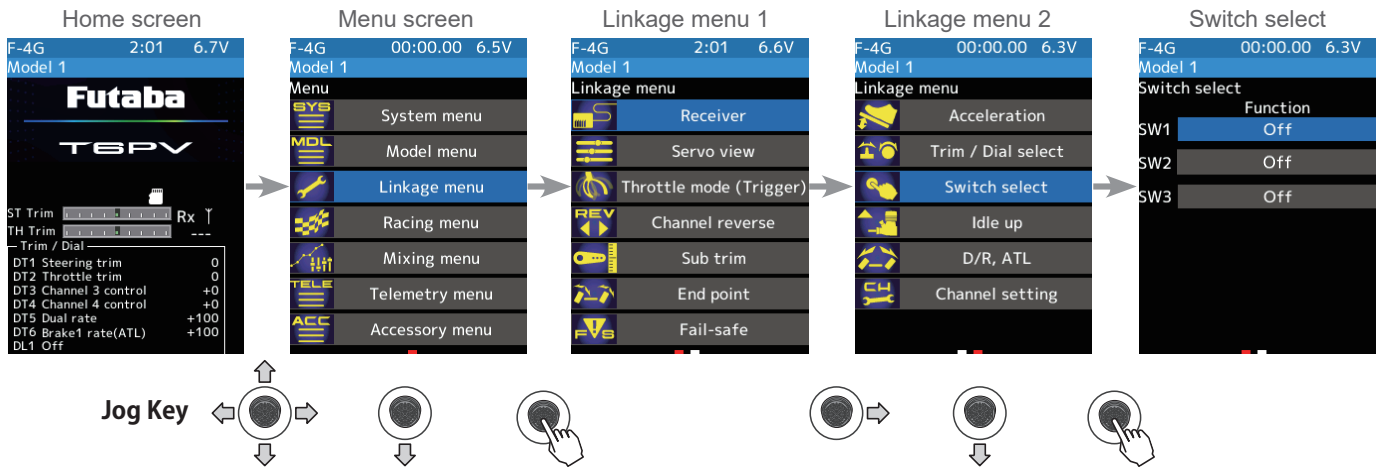 Home screen
F-4G 2:01 6.7V
Model 1
Futaba
T6PV
ST Trim
Rx
TH Trim
---
Trim / Dial
DT1 Steering trim 0
DT2 Throttle trim 0
DT3 Channel 3 control +0
DT4 Channel 4 control +0
DT5 Dual rate +100
DT6 Brake1 rate(ATL) +100
DL1 Off
Menu screen
F-4G 00:00.00 6.5V
Model 1
Menu
SYS System menu
MDL Model menu
Linkage menu
Racing menu
Mixing menu
TELE Telemetry menu
ACC Accessory menu
Linkage menu 1
F-4G 2:01 6.6V
Model 1
Linkage menu
Receiver
Servo view
Throttle mode (Trigger)
REV Channel reverse
Sub trim
End point
F/S Fail-safe
Linkage menu 2
F-4G 00:00.00 6.3V
Model 1
Linkage menu
Acceleration
Trim / Dial select
Switch select
Idle up
D/R, ATL
CH Channel setting
Switch select
F-4G 00:00.00 6.3V
Model 1
Switch select
Function
SW1 Off
SW2 Off
SW3 Off
Jog Key